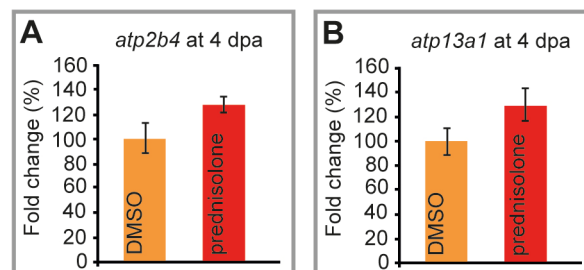 A
atp2b4 at 4 dpa
Fold change (%)
160
140
120
100
80
60
40
20
0
DMSO
prednisolone
B
atp13a1 at 4 dpa
Fold change (%)
160
140
120
100
80
60
40
20
0
DMSO
prednisolone